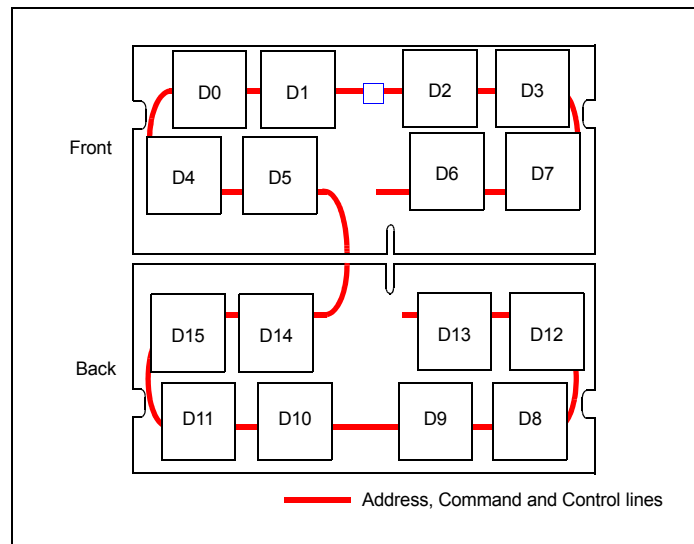 D0 D1 D2 D3
Front
D4 D5 D6 D7
D15 D14 D13 D12
Back
D11 D10 D9 D8
Address, Command and Control lines